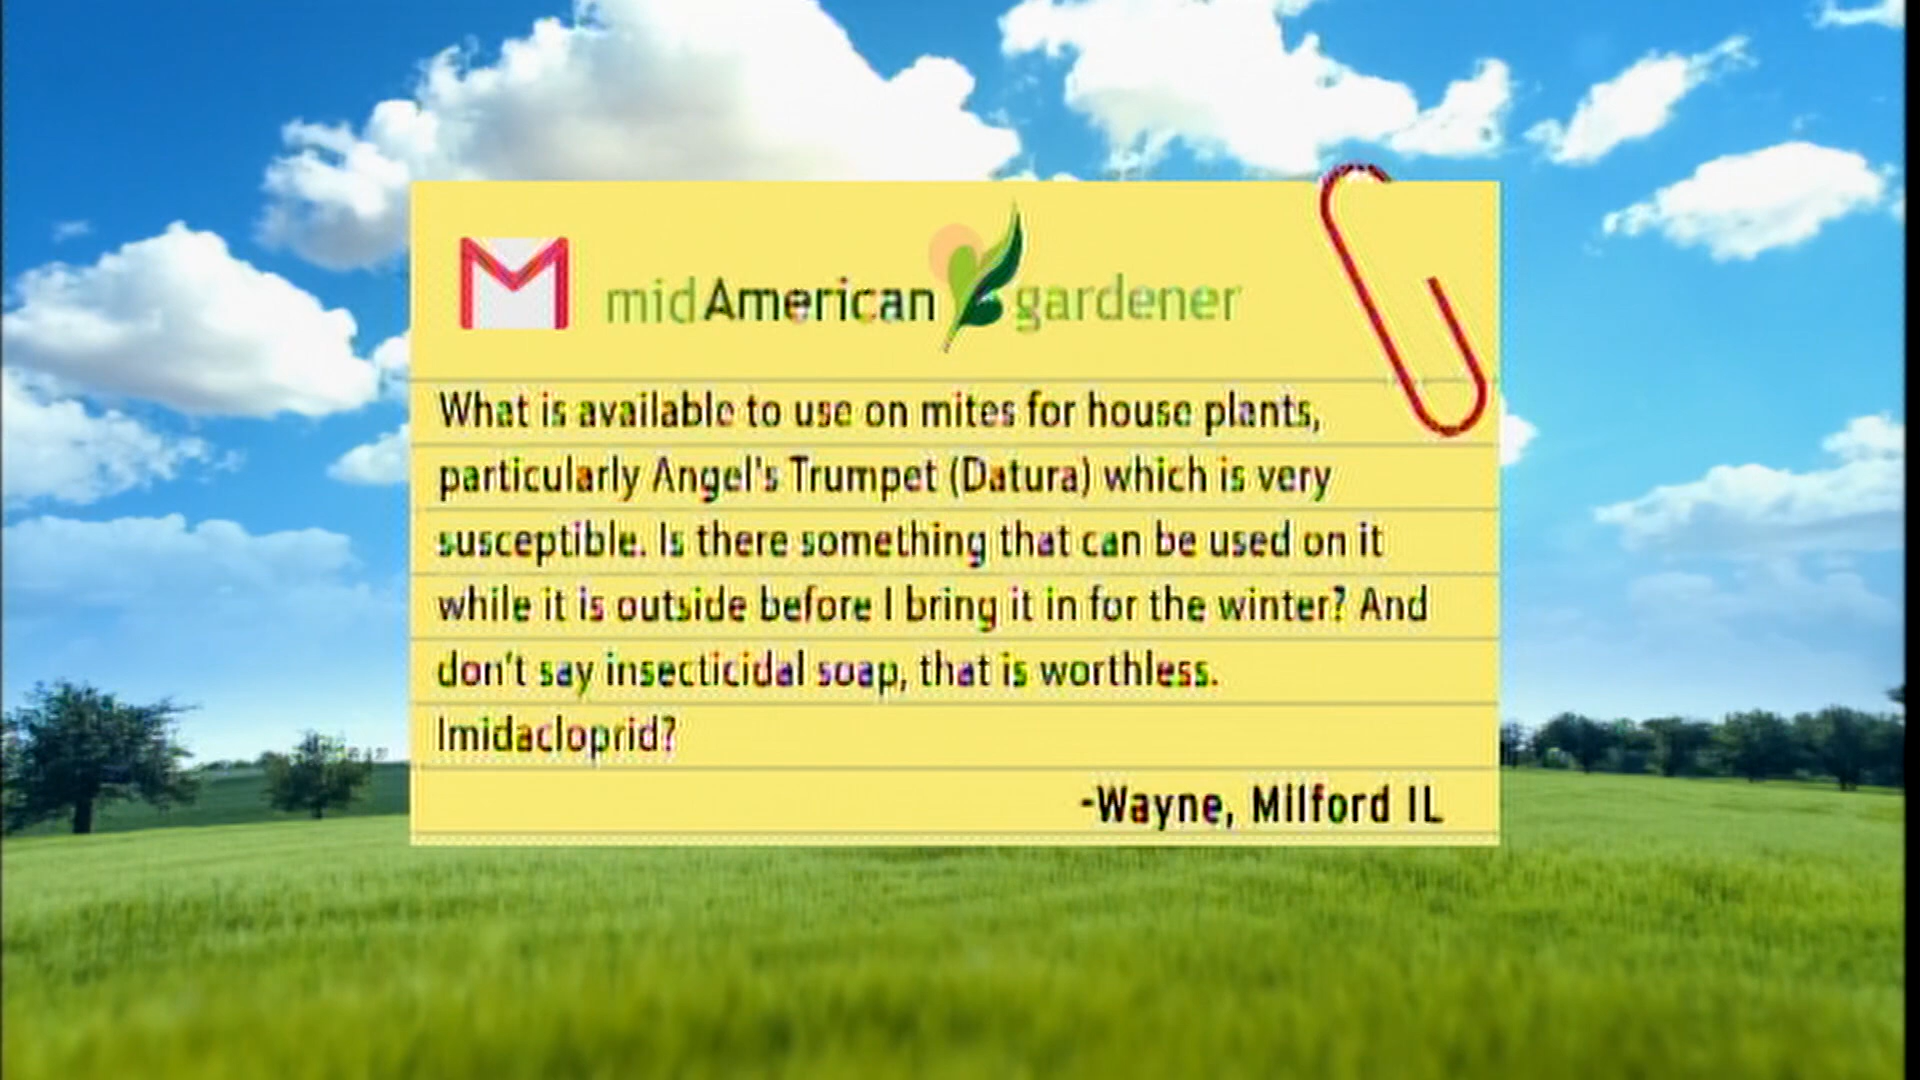 midAmerican gardener
What is available to use on mites for house plants,
particularly Angel's Trumpet (Datura) which is very
susceptible. Is there something that can be used on it
while it is outside before I bring it in for the winter? And
don't say insecticidal soap, that is worthless.
Imidacloprid?
-Wayne, Milford IL